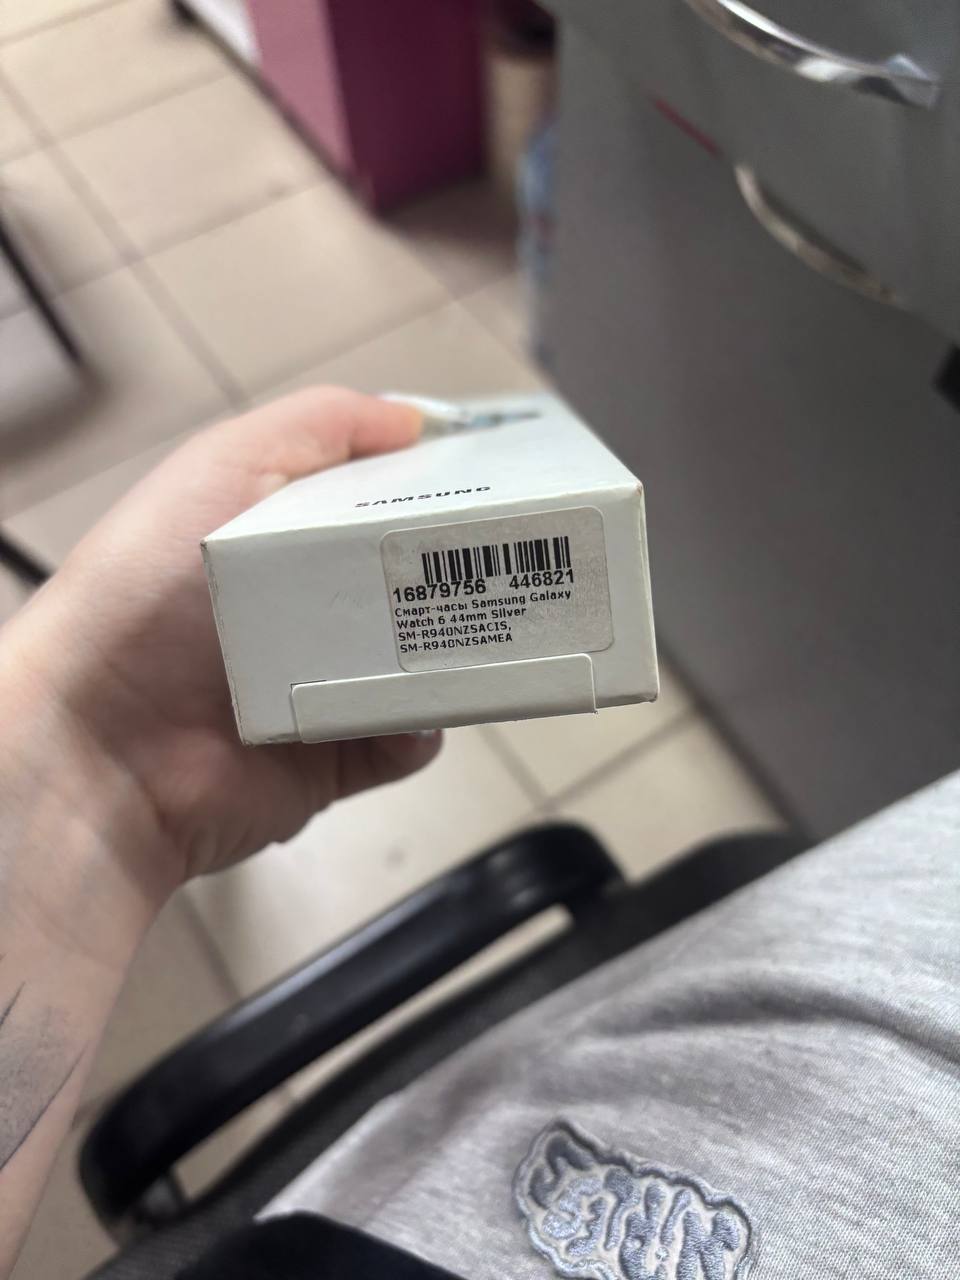 SAMSUNG
16879756 446821
Смарт-часы Samsung Galaxy
Watch 6 44mm Silver
SM-R940NZSACIS,
SM-R940NZSAMEA